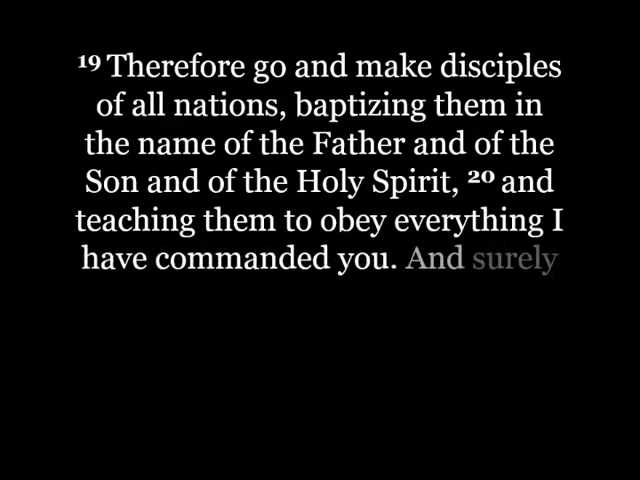 19 Therefore go and make disciples
of all nations, baptizing them in
the name of the Father and of the
Son and of the Holy Spirit, 20 and
teaching them to obey everything I
have commanded you. And surely